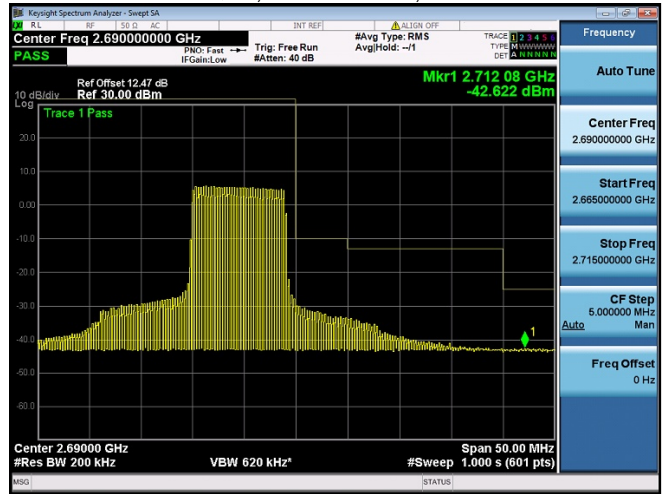 Keysight Spectrum Analyzer - Swept SA
RL RF 50 Ω AC INT REF ALIGN OFF
Center Freq 2.690000000 GHz
PASS
PNO: Fast
IFGain:Low
Trig: Free Run
#Atten: 40 dB
#Avg Type: RMS
Avg|Hold: --/1
TRACE 1 2 3 4 5 6
TYPE M WWWWW
DET A N N N N N
Frequency
Auto Tune
Center Freq
2.690000000 GHz
Start Freq
2.665000000 GHz
Stop Freq
2.715000000 GHz
CF Step
5.000000 MHz
Auto Man
Freq Offset
0 Hz
Mkr1 2.712 08 GHz
-42.622 dBm
Ref Offset 12.47 dB
10 dB/div Ref 30.00 dBm
Log
Trace 1 Pass
20.0
10.0
0.00
-10.0
-20.0
-30.0
-40.0
-50.0
-60.0
1
Center 2.69000 GHz
Span 50.00 MHz
#Res BW 200 kHz
VBW 620 kHz*
#Sweep 1.000 s (601 pts)
MSG
STATUS